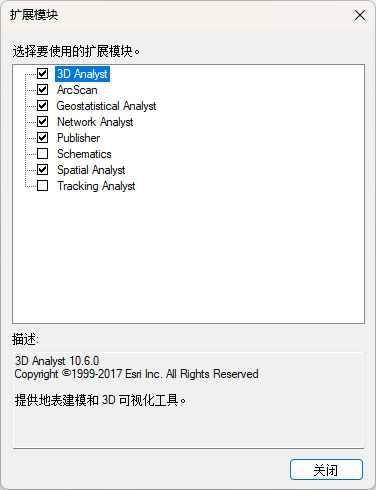 扩展模块
选择要使用的扩展模块。
3D Analyst
ArcScan
Geostatistical Analyst
Network Analyst
Publisher
Schematics
Spatial Analyst
Tracking Analyst
描述:
3D Analyst 10.6.0
Copyright ©1999-2017 Esri Inc. All Rights Reserved
提供地表建模和 3D 可视化工具。
关闭